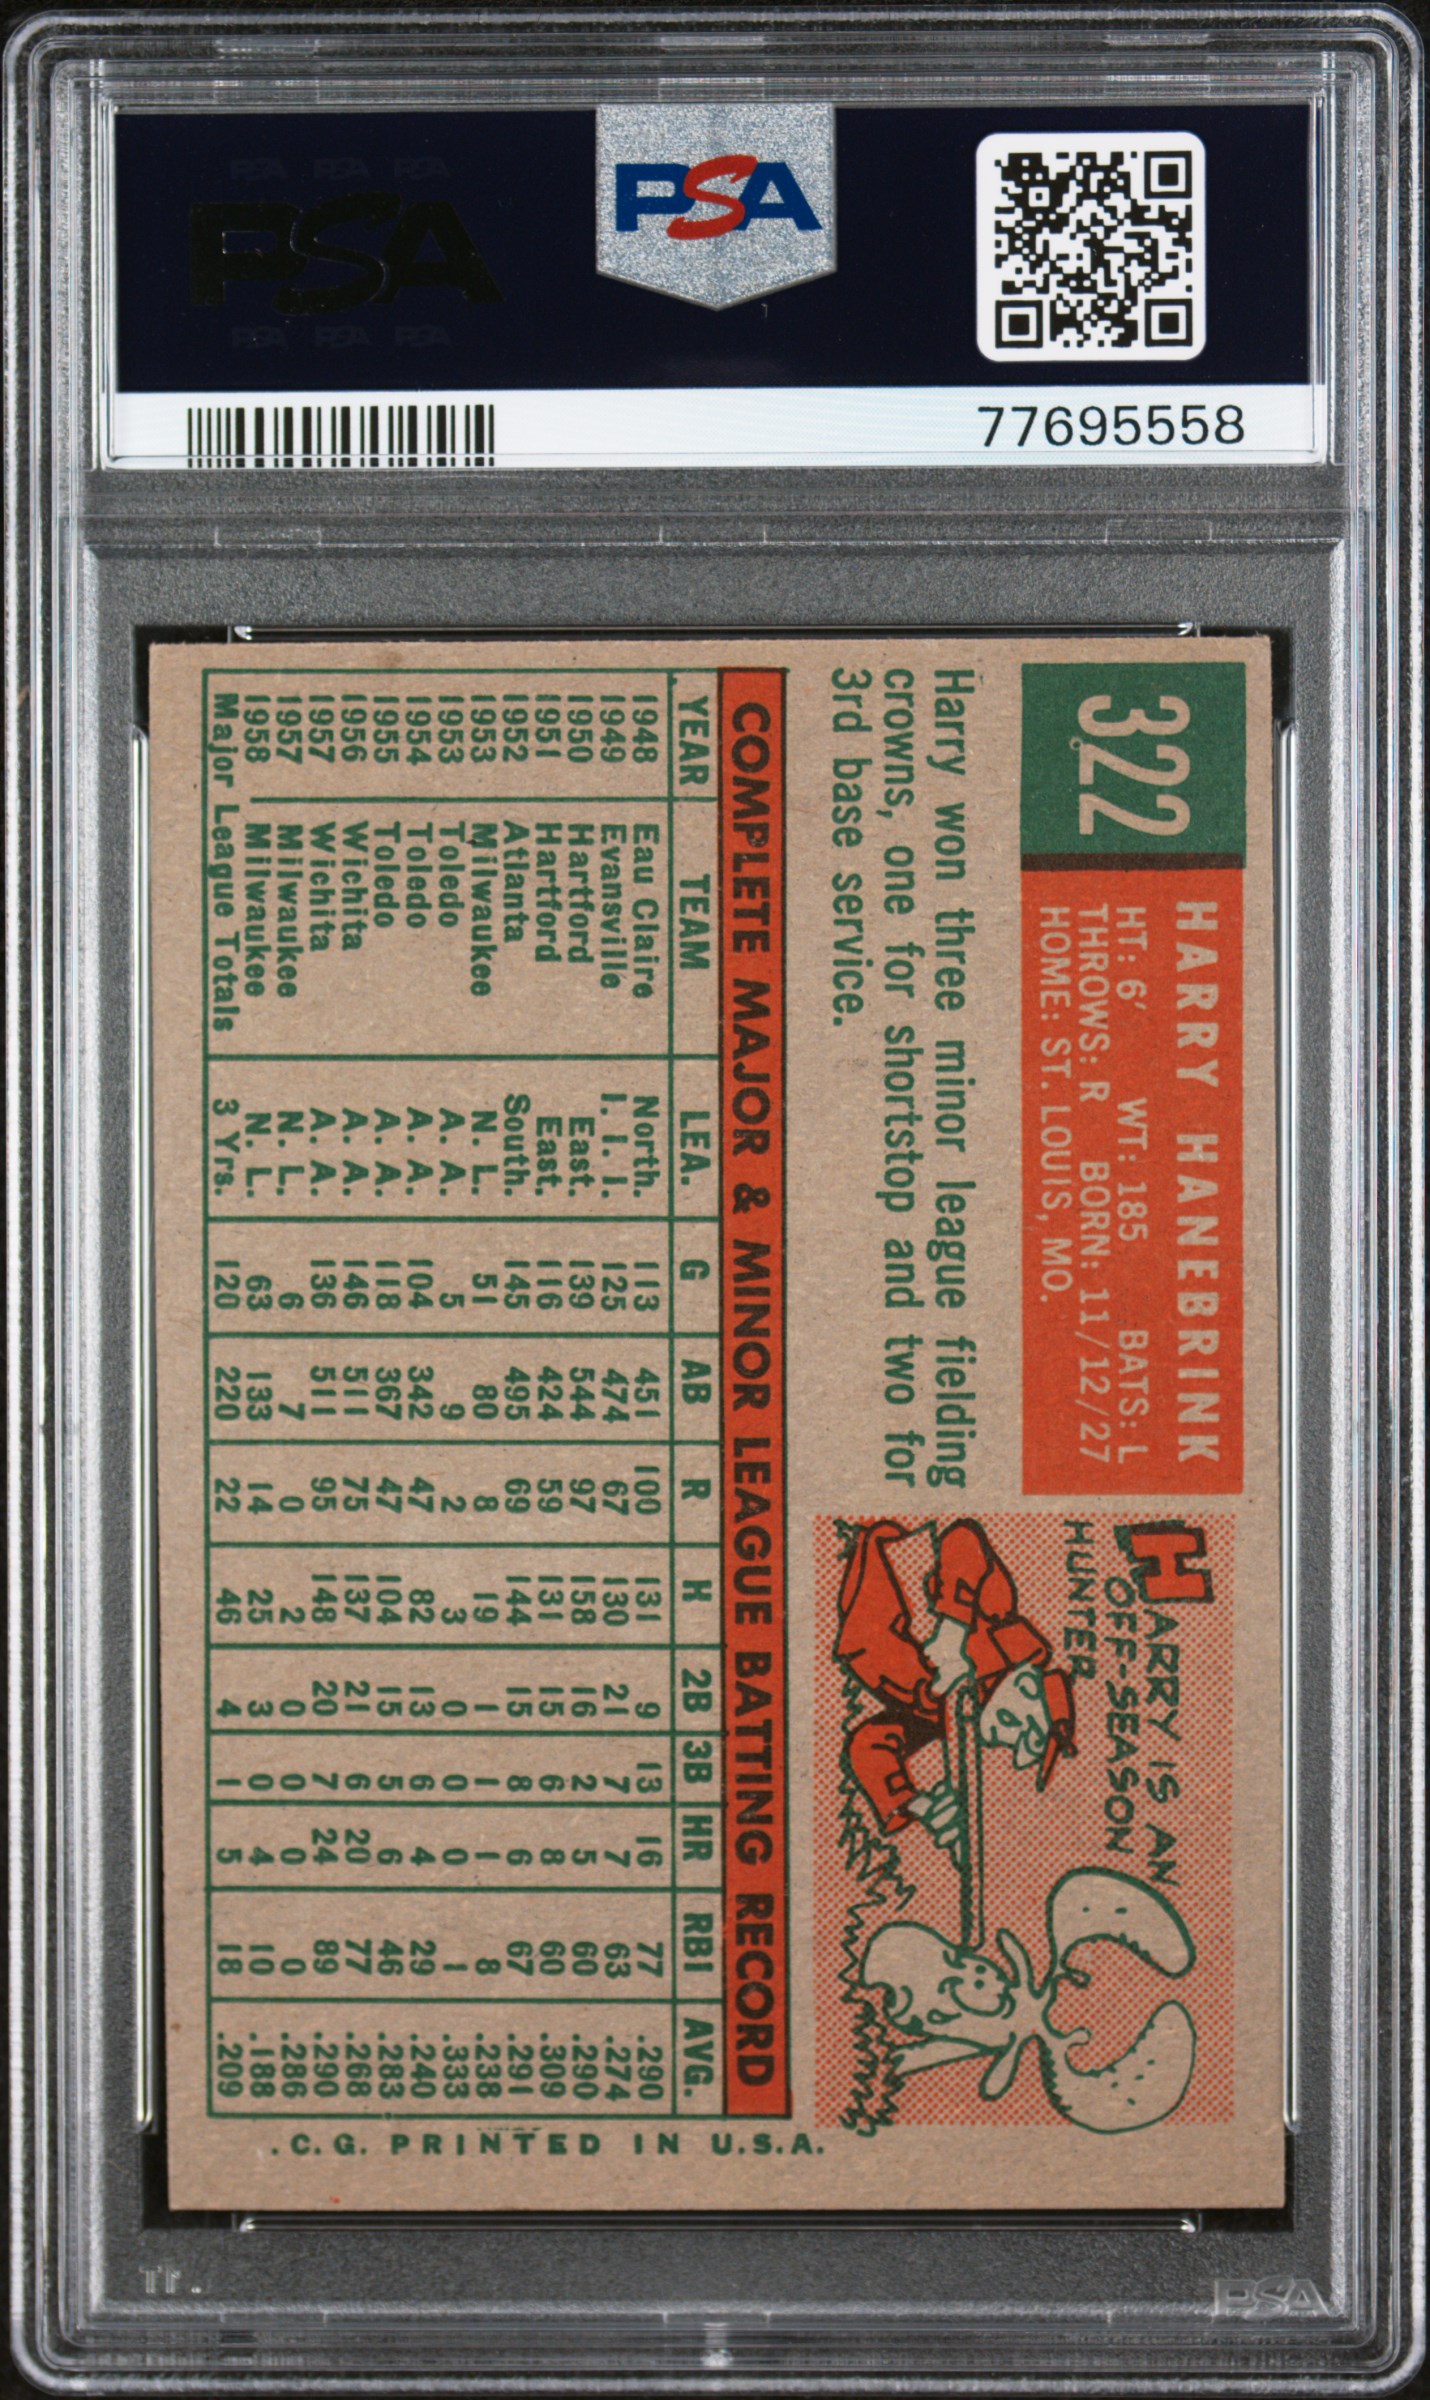 PSA
PSA PSA PSA
PSA
PSA PSA PSA
77695558
322
HARRY HANEBRINK
HT: 6' WT: 185 BATS: L
THROWS: R BORN: 11/12/27
HOME: ST. LOUIS, MO.
HARRY IS AN
OFF-SEASON
HUNTER
Harry won three minor league fielding
crowns, one for shortstop and two for
3rd base service.
COMPLETE MAJOR & MINOR LEAGUE BATTING RECORD
YEAR TEAM LEA. G AB R H 2B 3B HR RBI AVG.
1948 Eau Claire North. 113 451 100 131 9 13 16 77 .290
1949 Evansville I. I. I. 125 474 67 130 21 7 7 63 .274
1950 Hartford East. 139 544 97 158 16 2 5 60 .290
1951 Hartford East. 116 424 59 131 15 6 8 60 .309
1952 Atlanta South. 145 495 69 144 15 8 6 67 .291
1953 Milwaukee N. L. 51 80 8 19 1 1 1 8 .238
1953 Toledo A. A. 5 9 2 3 0 0 0 1 .333
1954 Toledo A. A. 104 342 47 82 13 6 4 29 .240
1955 Toledo A. A. 118 367 47 104 15 5 6 46 .283
1956 Wichita A. A. 146 511 75 137 21 6 20 77 .268
1957 Wichita A. A. 136 511 95 148 20 7 24 89 .290
1957 Milwaukee N. L. 6 7 0 2 0 0 0 0 .286
1958 Milwaukee N. L. 63 133 14 25 3 0 4 10 .188
Major League Totals 3 Yrs. 120 220 22 46 4 1 5 18 .209
.C.G. PRINTED IN U.S.A.
PSA